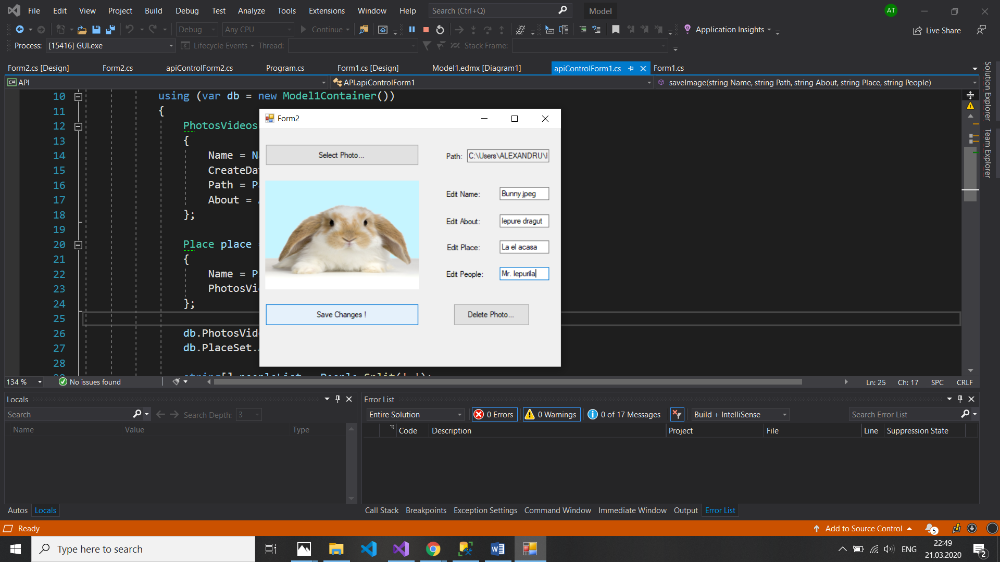 File Edit View Project Build Debug Test Analyze Tools Extensions Window Help Search (Ctrl+Q) Model AT
Debug Any CPU Continue Application Insights Live Share
Process: [15416] GUI.exe Lifecycle Events Thread: Stack Frame:
Form2.cs [Design] Form2.cs apiControlForm2.cs Program.cs Form1.cs [Design] Model1.edmx [Diagram1] apiControlForm1.cs Form1.cs
C# API API.apiControlForm1 saveImage(string Name, string Path, string About, string Place, string People)
Solution Explorer
Team Explorer
10 using (var db = new Model1Container())
11 {
12 PhotosVideos
13 {
14 Name =
15
16 Path =
17 About =
18 };
19
20 Place place
21 {
22 Name =
23
24 };
25
26
27 db.PlaceSet.
28
Form2
Select Photo...
Path: C:\Users\ALEXANDRU\
Edit Name: Bunny.jpeg
Edit About: Iepure dragut
Edit Place: La el acasa
Edit People: Mr. Iepurila
Save Changes !
Delete Photo...
134 % No issues found Ln: 25 Ch: 17 SPC CRLF
Locals
Search Search Depth: 3
Name Value Type
Autos Locals
Error List
Entire Solution 0 Errors 0 Warnings 0 of 17 Messages Build + IntelliSense Search Error List
Code Description Project File Line Suppression State
Call Stack Breakpoints Exception Settings Command Window Immediate Window Output Error List
Ready Add to Source Control 5
Type here to search ENG 22:49
21.03.2020 2